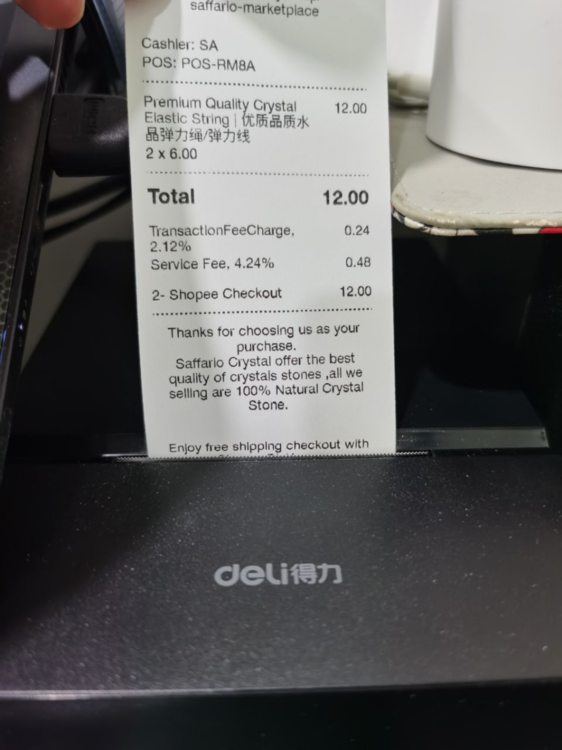 saffario-marketplace
Cashier: SA
POS: POS-RM8A
Premium Quality Crystal 12.00
Elastic String | 优质品质水
品弹力绳/弹力线
2 x 6.00
Total 12.00
TransactionFeeCharge, 0.24
2.12%
Service Fee, 4.24% 0.48
2- Shopee Checkout 12.00
Thanks for choosing us as your
purchase.
Saffario Crystal offer the best
quality of crystals stones ,all we
selling are 100% Natural Crystal
Stone.
Enjoy free shipping checkout with
deli得力